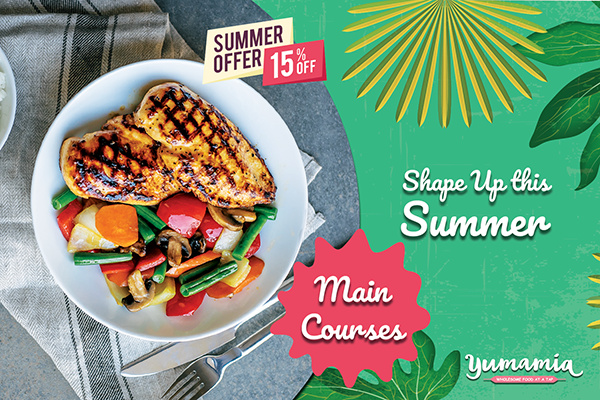 SUMMER
OFFER
15%
OFF
Shape Up this
Summer
Main
Courses
Yumamia
WHOLESOME FOOD AT A TAP